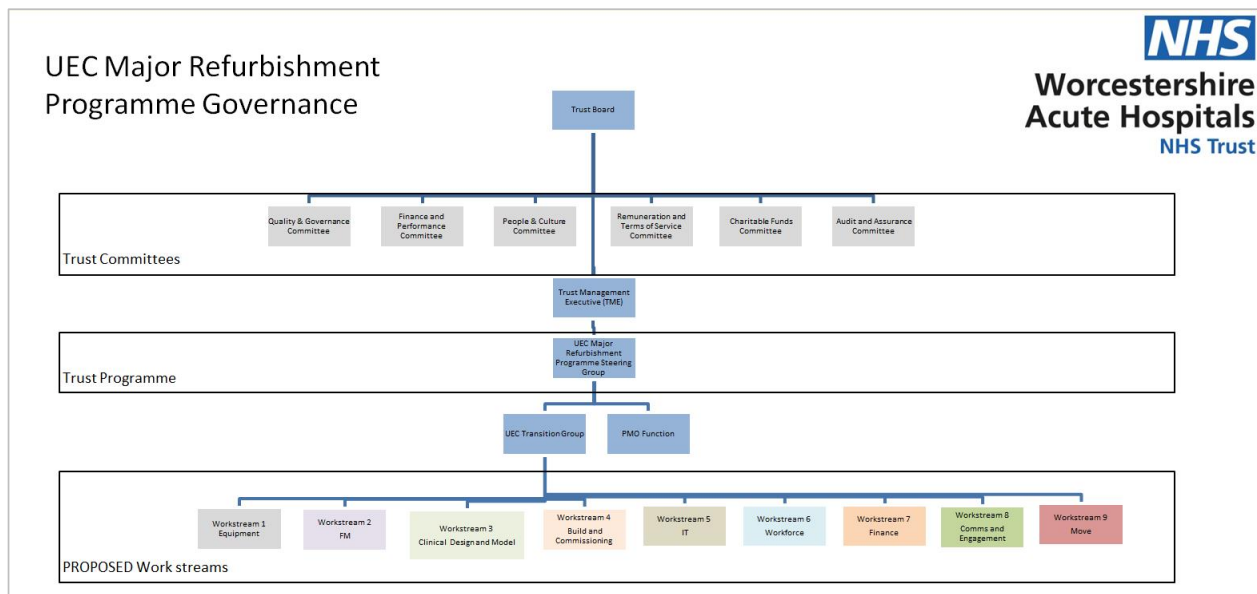 UEC Major Refurbishment
Programme Governance
NHS
Worcestershire
Acute Hospitals
NHS Trust
Trust Board
Quality & Governance
Committee
Finance and
Performance
Committee
People & Culture
Committee
Remuneration and
Terms of Service
Committee
Charitable Funds
Committee
Audit and Assurance
Committee
Trust Committees
Trust Management
Executive (TME)
UEC Major
Refurbishment
Programme Steering
Group
Trust Programme
UEC Transition Group
PMO Function
Workstream 1
Equipment
Workstream 2
FM
Workstream 3
Clinical Design and Model
Workstream 4
Build and
Commissioning
Workstream 5
IT
Workstream 6
Workforce
Workstream 7
Finance
Workstream 8
Comms and
Engagement
Workstream 9
Move
PROPOSED Work streams